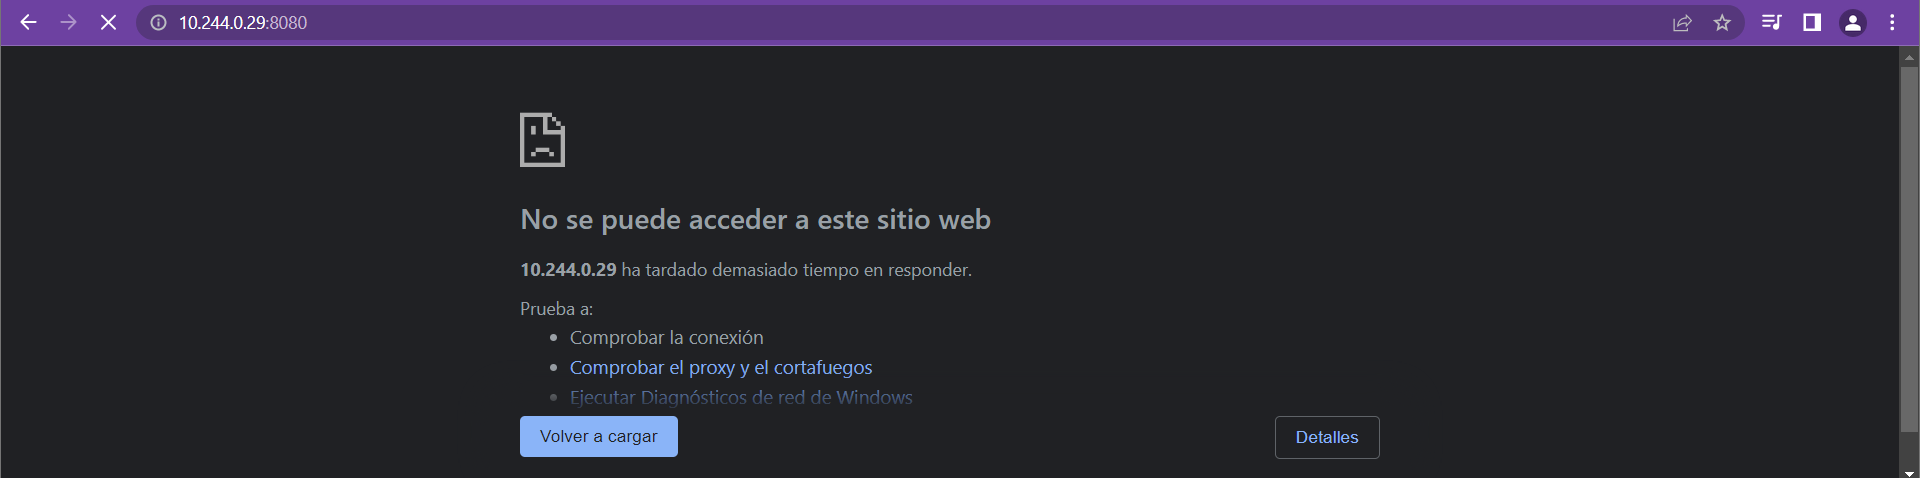 10.244.0.29:8080
No se puede acceder a este sitio web
10.244.0.29 ha tardado demasiado tiempo en responder.
Prueba a:
Comprobar la conexión
Comprobar el proxy y el cortafuegos
Ejecutar Diagnósticos de red de Windows
Volver a cargar
Detalles